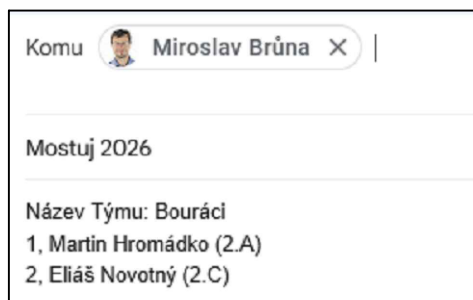 Komu Miroslav Brůna ✕
Mostuj 2026
Název Týmu: Bouráci
1, Martin Hromádko (2.A)
2, Eliáš Novotný (2.C)